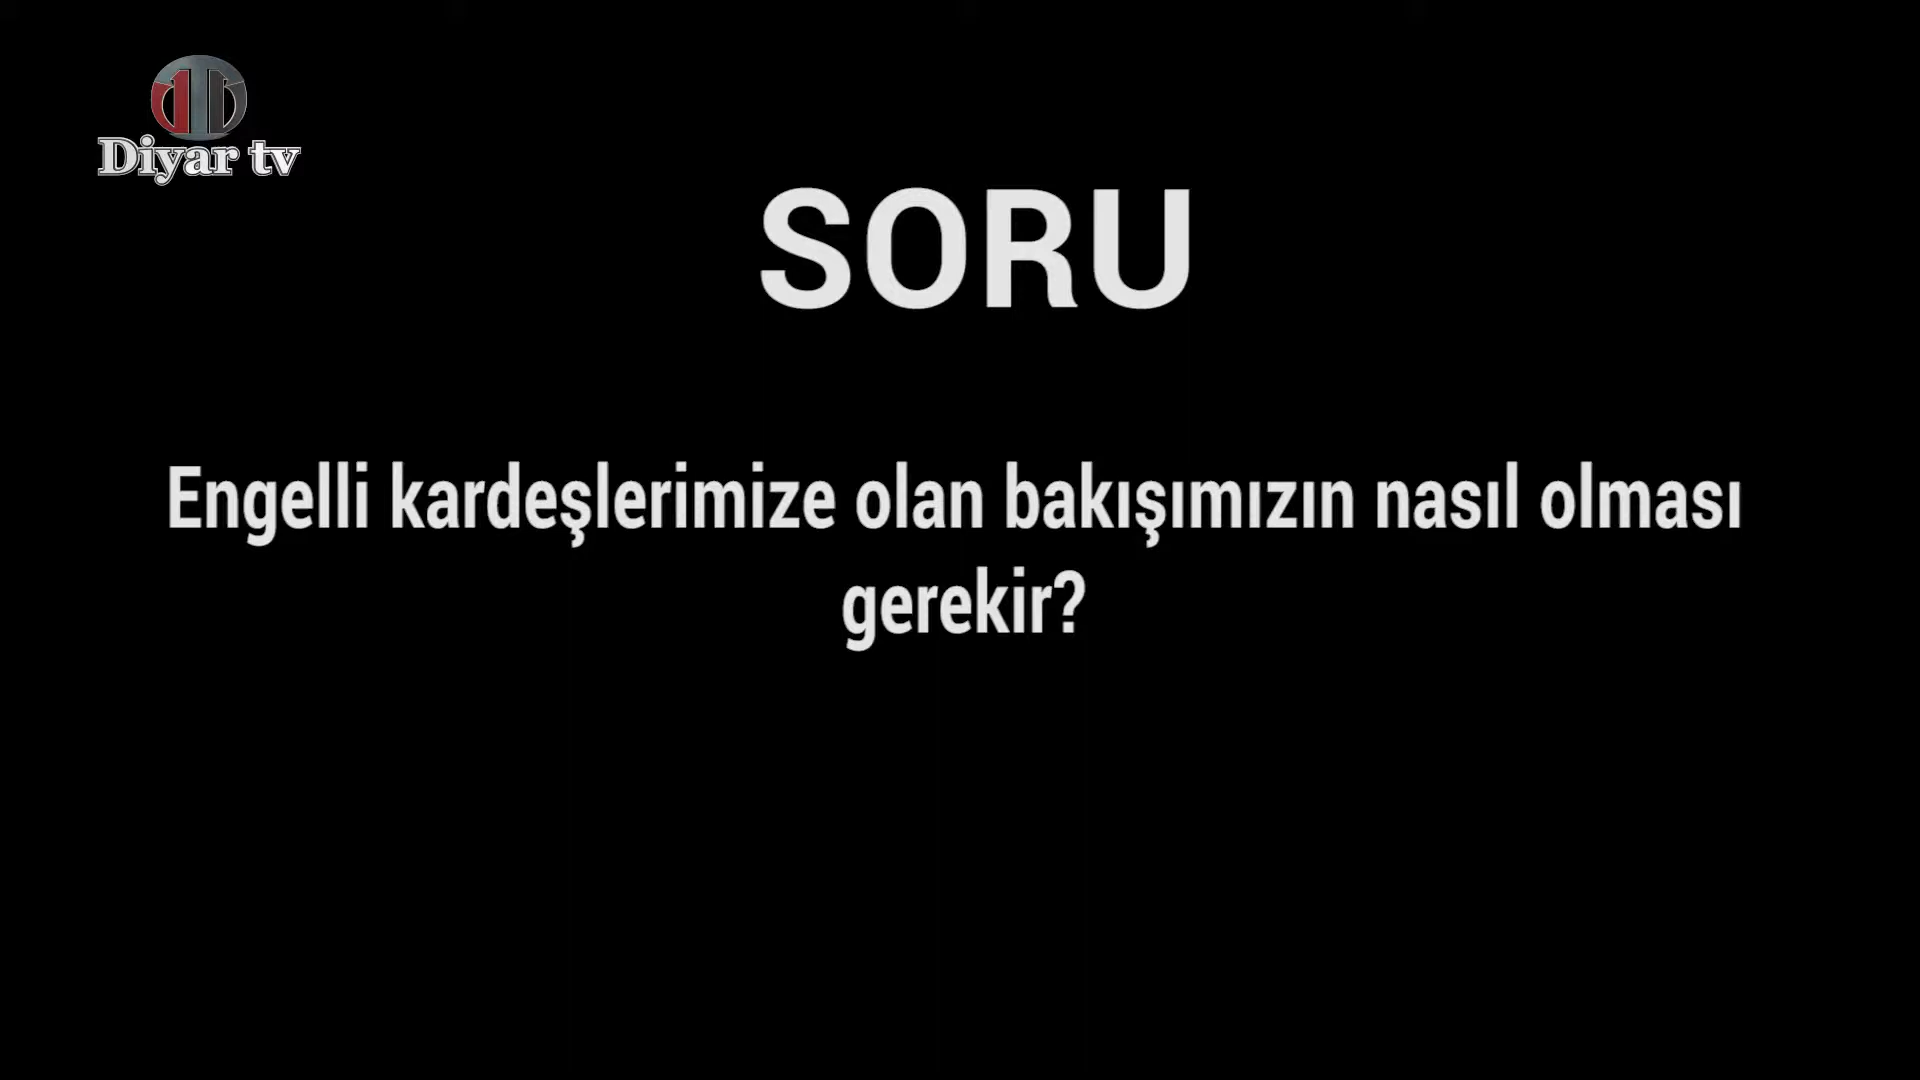 Diyar tv
SORU
Engelli kardeşlerimize olan bakışımızın nasıl olması
gerekir?